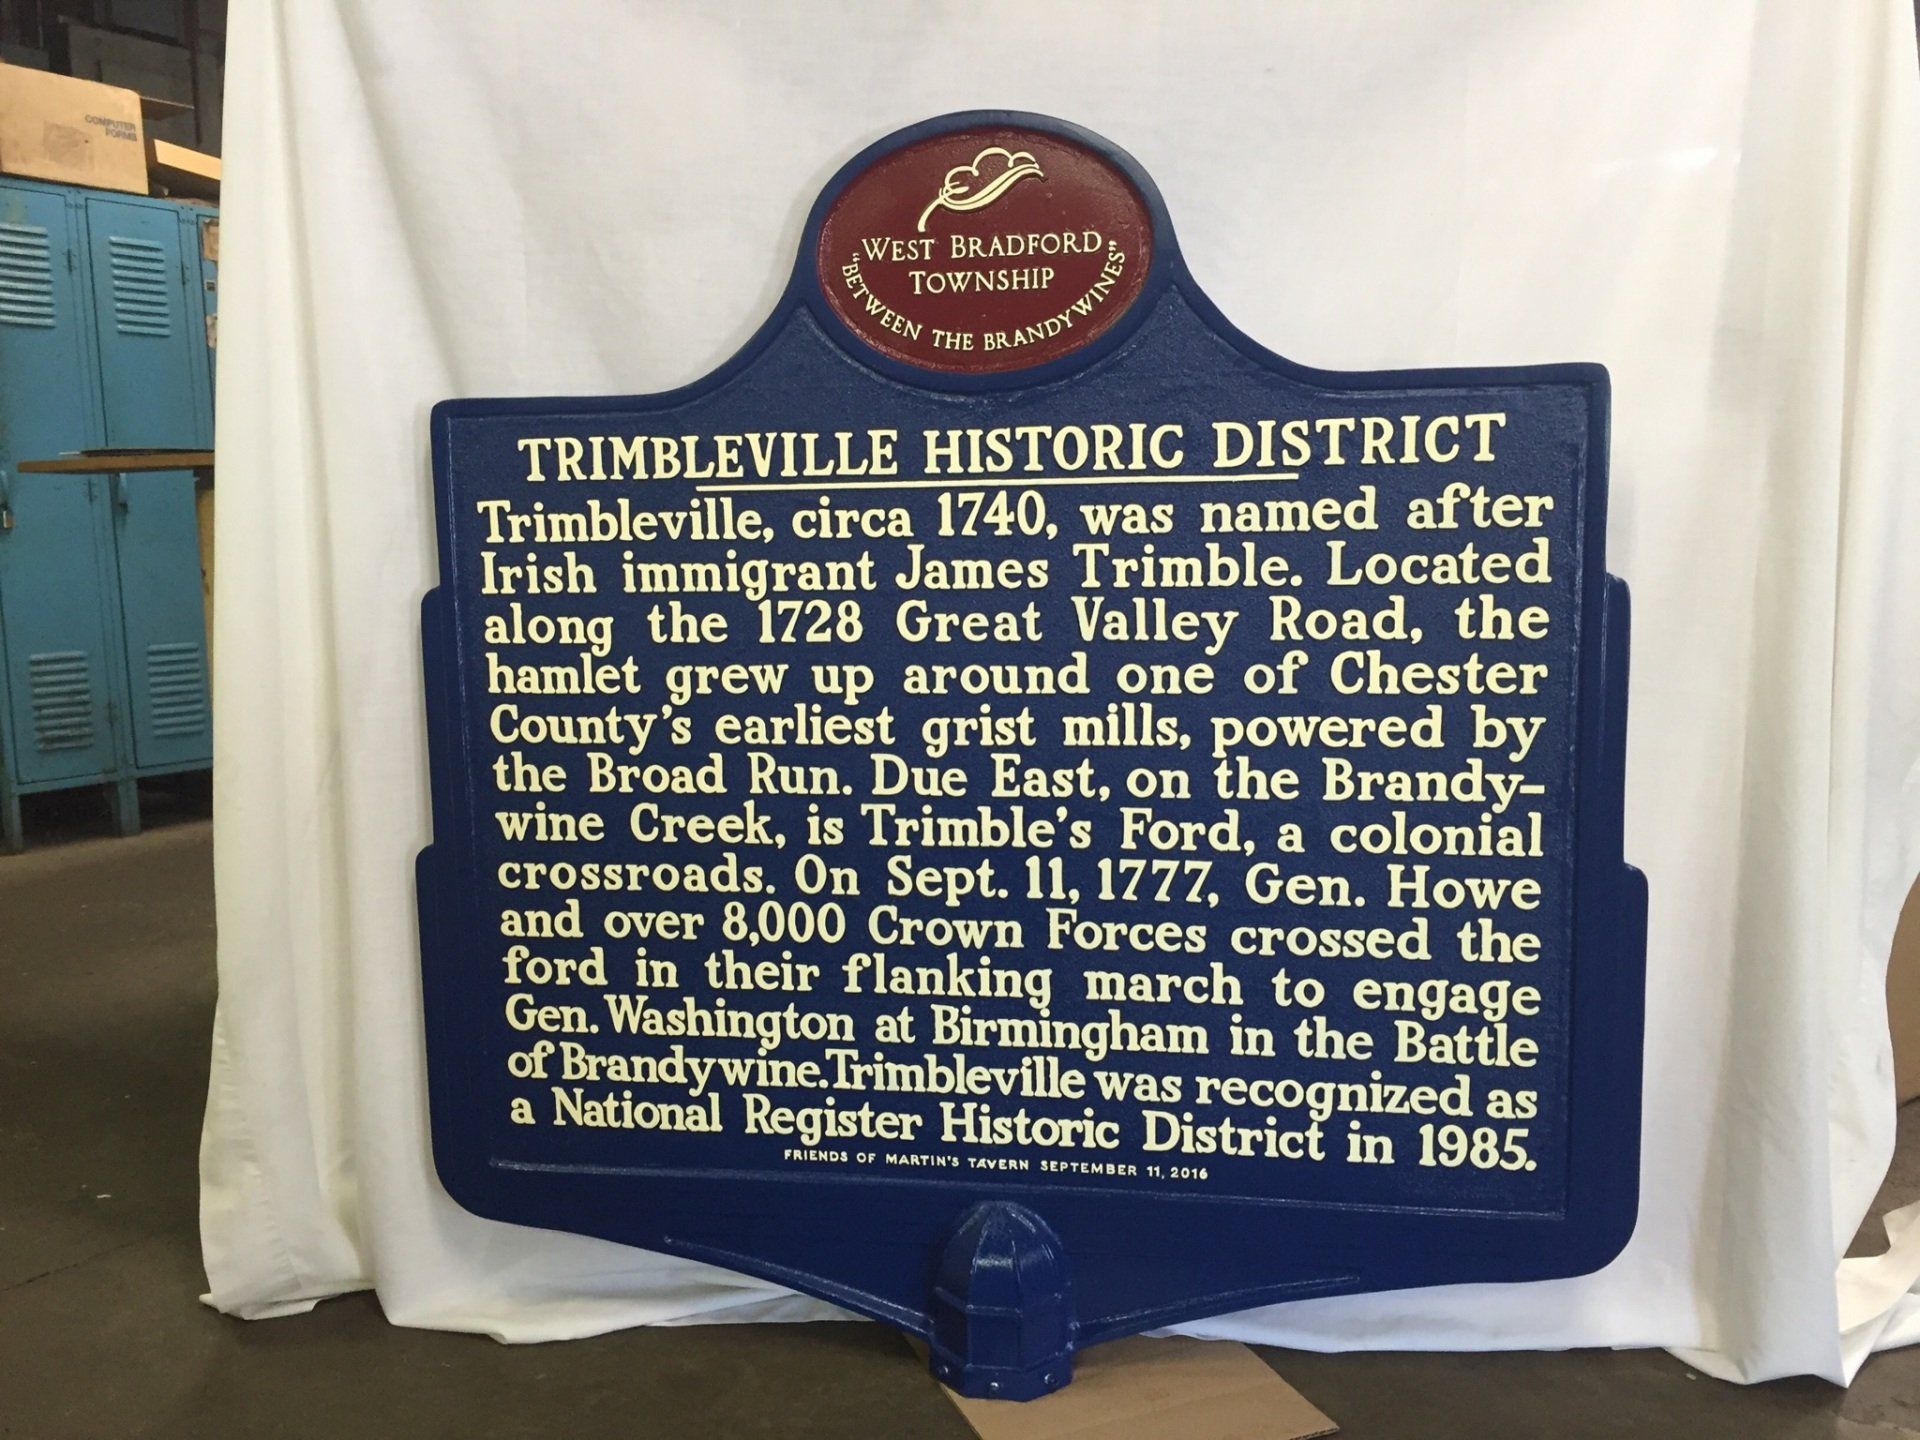 COMPUTER
FORMS
WEST BRADFORD
TOWNSHIP
"BETWEEN THE BRANDYWINES"
TRIMBLEVILLE HISTORIC DISTRICT
Trimbleville, circa 1740, was named after
Irish immigrant James Trimble. Located
along the 1728 Great Valley Road, the
hamlet grew up around one of Chester
County's earliest grist mills, powered by
the Broad Run. Due East, on the Brandy-
wine Creek, is Trimble's Ford, a colonial
crossroads. On Sept. 11, 1777, Gen. Howe
and over 8,000 Crown Forces crossed the
ford in their flanking march to engage
Gen. Washington at Birmingham in the Battle
of Brandywine. Trimbleville was recognized as
a National Register Historic District in 1985.
FRIENDS OF MARTIN'S TAVERN SEPTEMBER 11, 2016